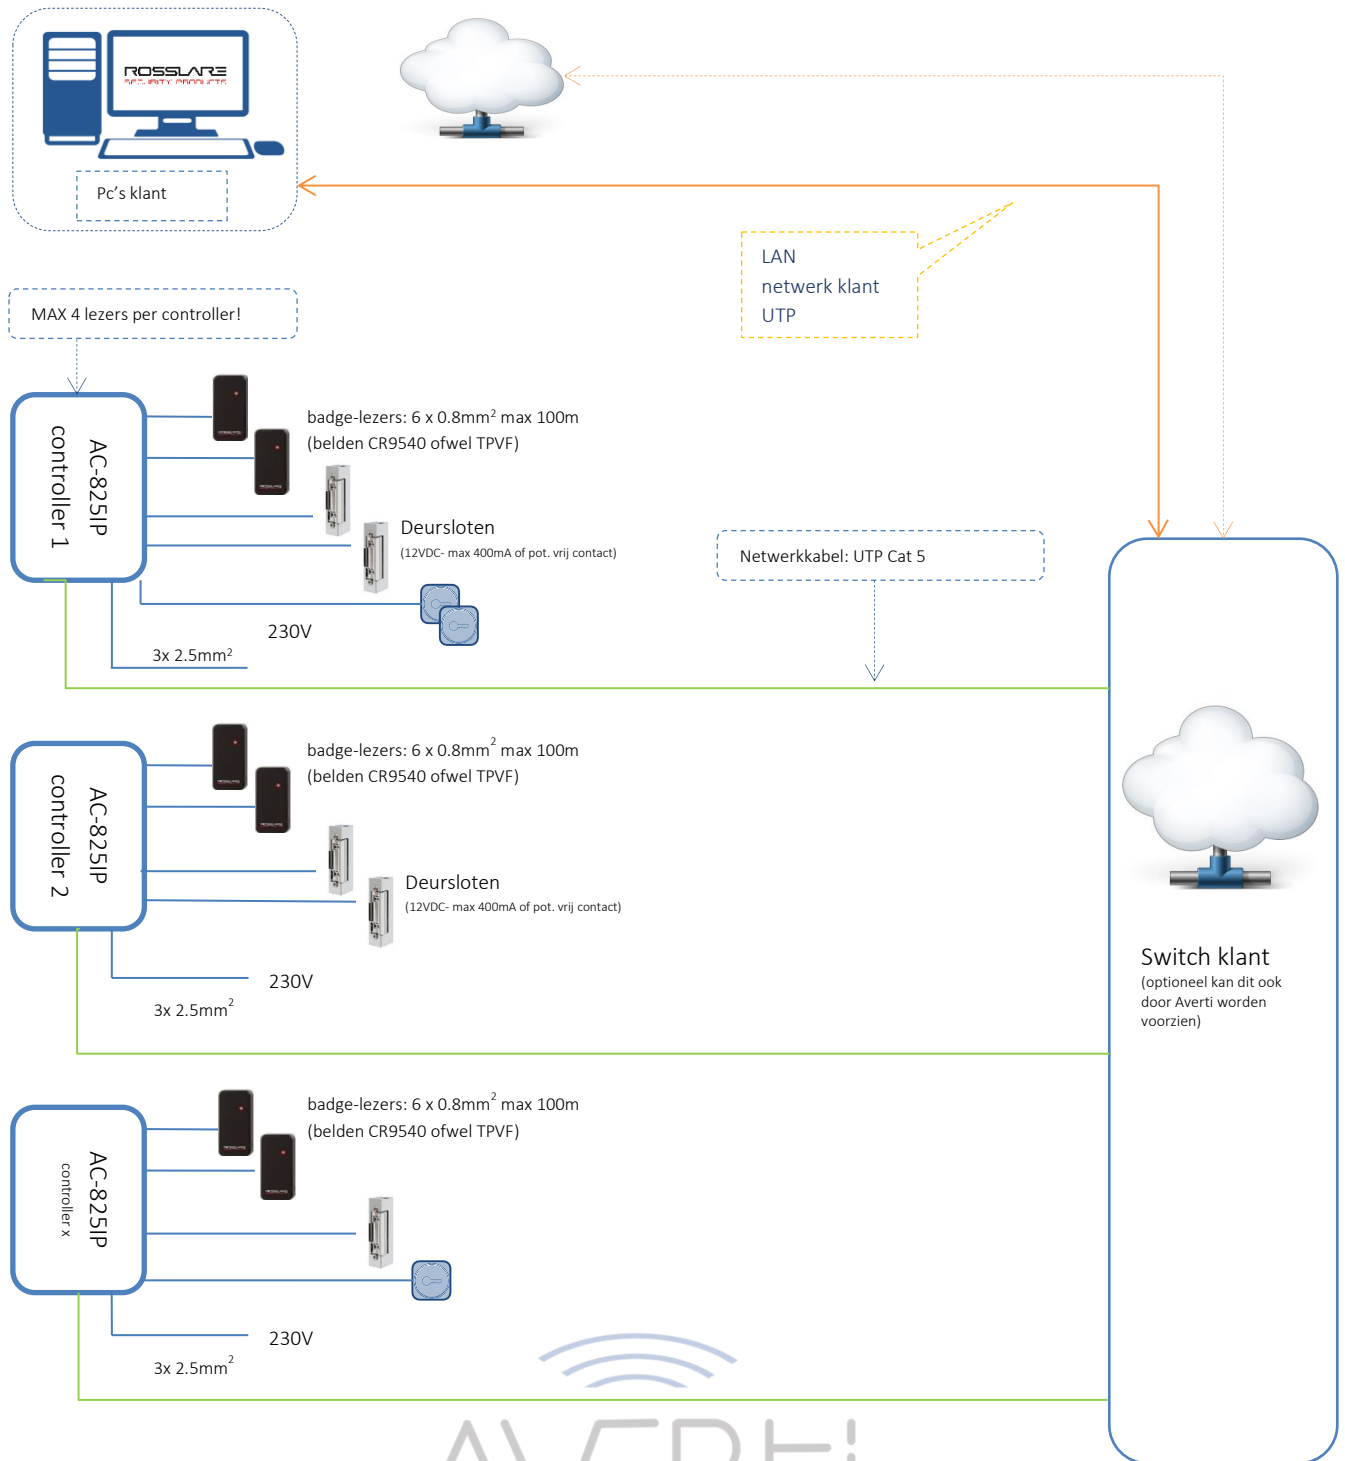 ROSSLARE
SECURITY PRODUCTS
Pc's klant
LAN
netwerk klant
UTP
MAX 4 lezers per controller!
AC-825IP
controller 1
badge-lezers: 6 x 0.8mm² max 100m
(belden CR9540 ofwel TPVF)
Deursloten
(12VDC- max 400mA of pot. vrij contact)
Netwerkkabel: UTP Cat 5
230V
3x 2.5mm²
AC-825IP
controller 2
badge-lezers: 6 x 0.8mm² max 100m
(belden CR9540 ofwel TPVF)
Deursloten
(12VDC- max 400mA of pot. vrij contact)
230V
3x 2.5mm²
Switch klant
(optioneel kan dit ook
door Averti worden
voorzien)
AC-825IP
controller x
badge-lezers: 6 x 0.8mm² max 100m
(belden CR9540 ofwel TPVF)
230V
3x 2.5mm²